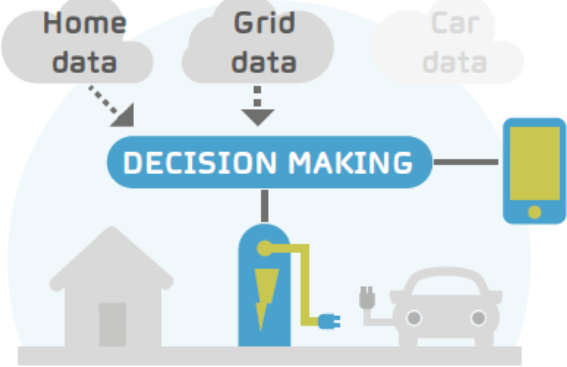 Home
data
Grid
data
Car
data
DECISION MAKING